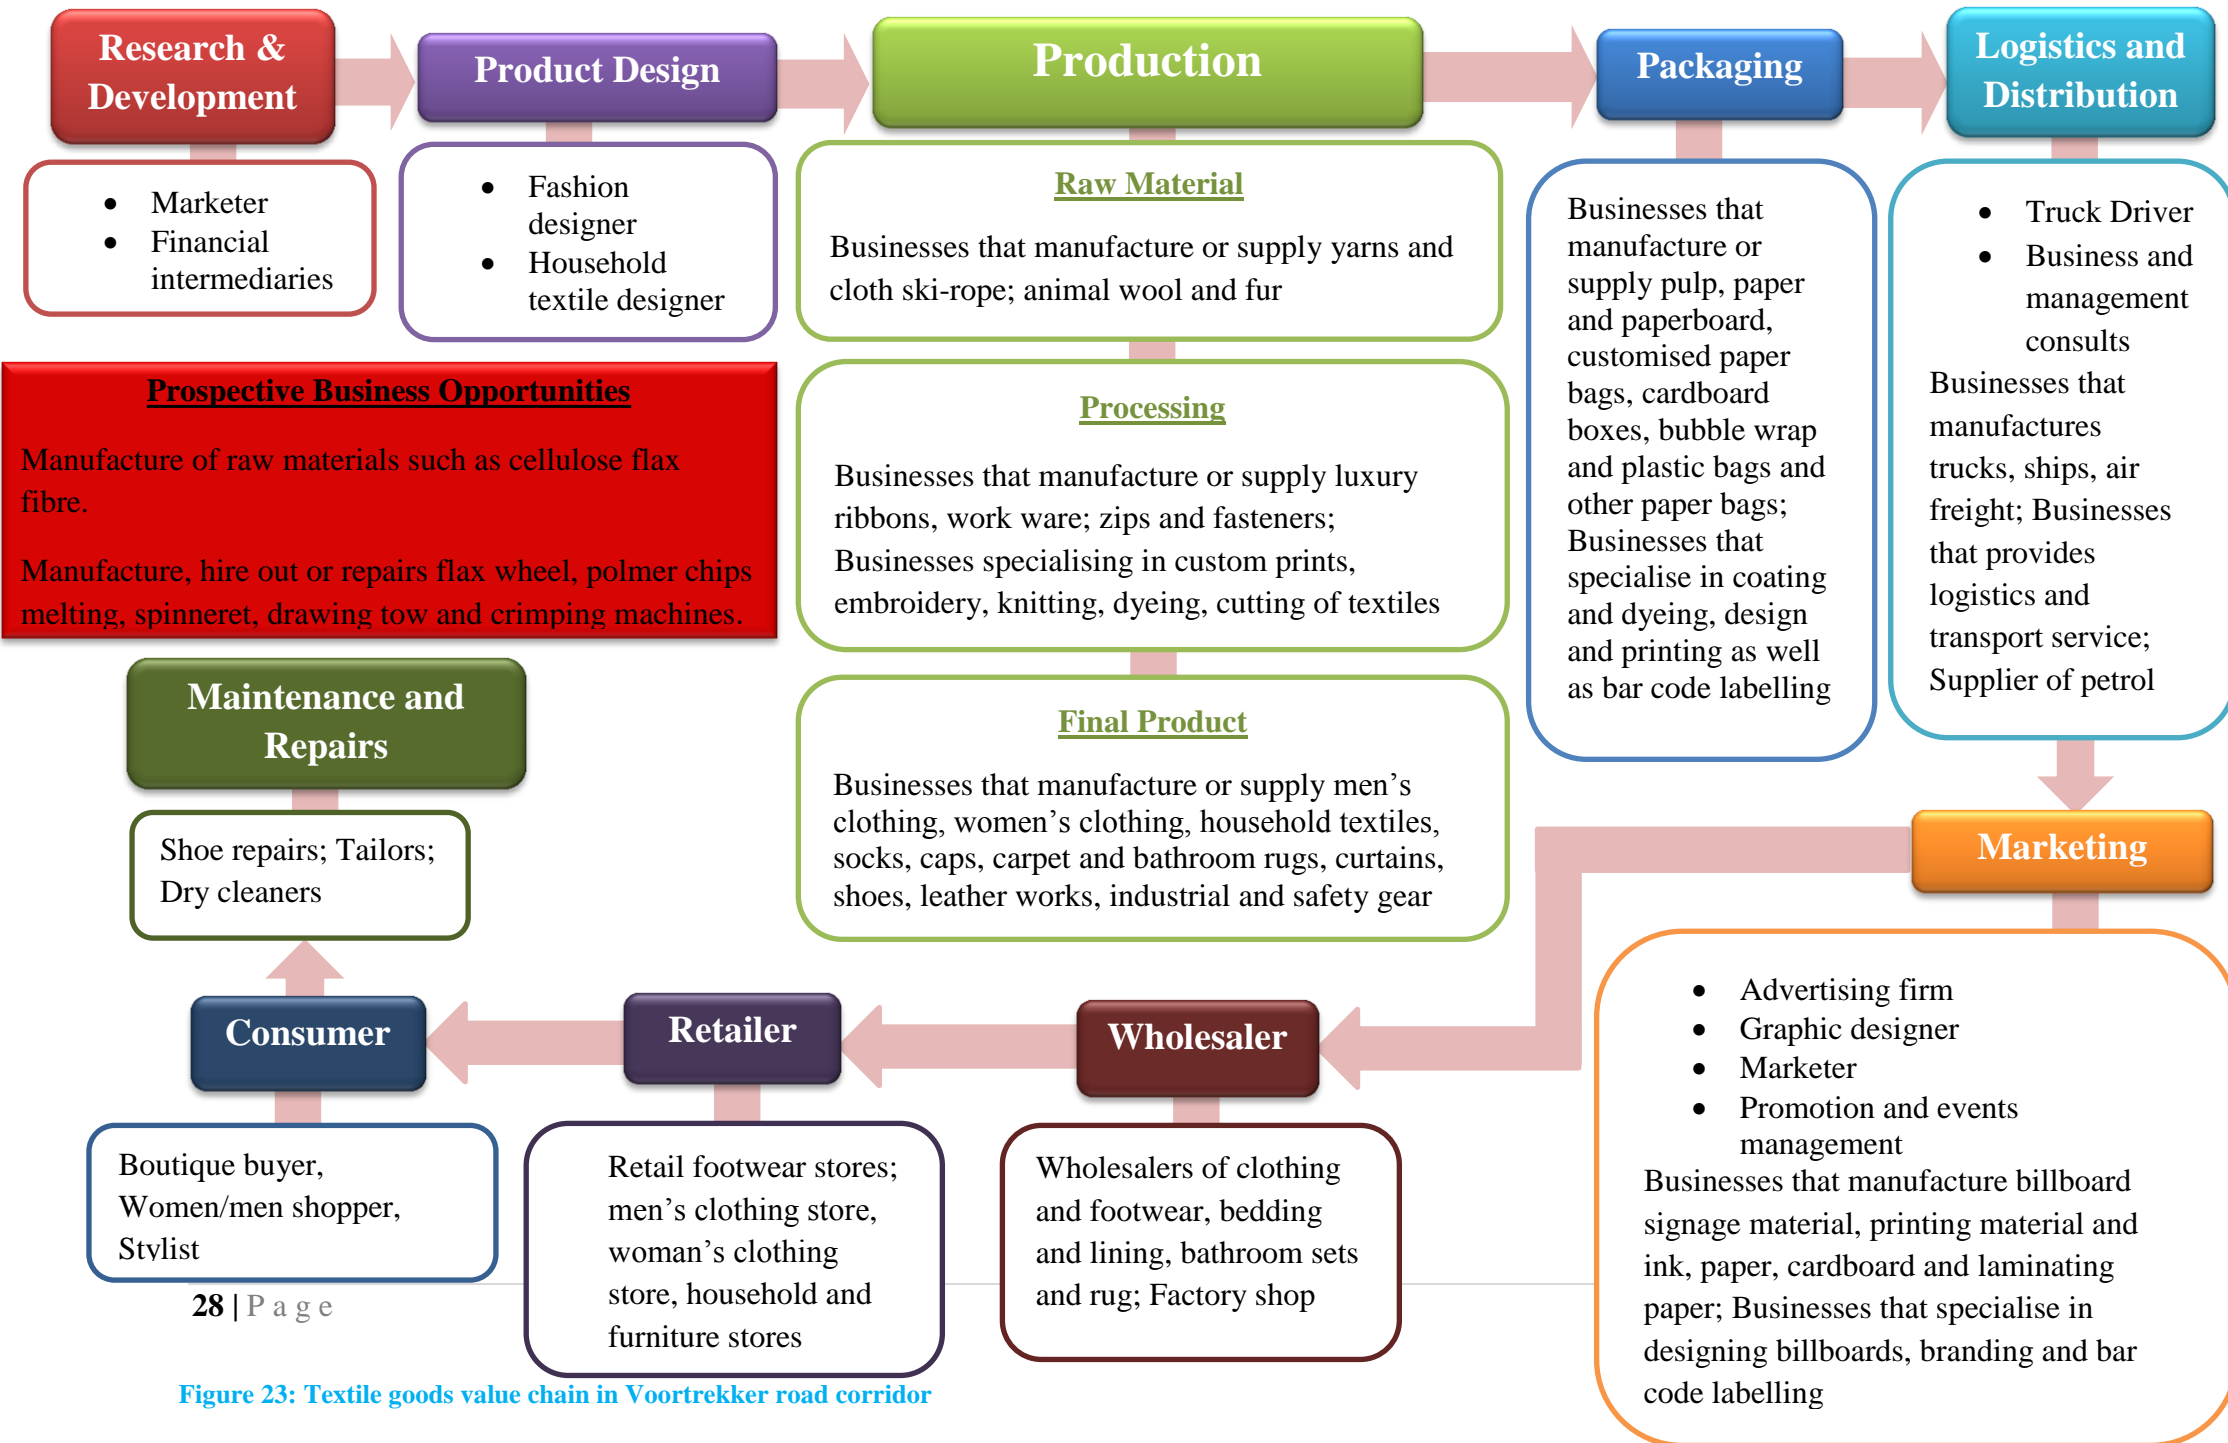 Research &
Development
Product Design
Production
Packaging
Logistics and
Distribution
• Marketer
• Financial
intermediaries
• Fashion
designer
• Household
textile designer
Raw Material
Businesses that manufacture or supply yarns and
cloth ski-rope; animal wool and fur
Processing
Businesses that manufacture or supply luxury
ribbons, work ware; zips and fasteners;
Businesses specialising in custom prints,
embroidery, knitting, dyeing, cutting of textiles
Final Product
Businesses that manufacture or supply men’s
clothing, women’s clothing, household textiles,
socks, caps, carpet and bathroom rugs, curtains,
shoes, leather works, industrial and safety gear
Businesses that
manufacture or
supply pulp, paper
and paperboard,
customised paper
bags, cardboard
boxes, bubble wrap
and plastic bags and
other paper bags;
Businesses that
specialise in coating
and dyeing, design
and printing as well
as bar code labelling
• Truck Driver
• Business and
management
consults
Businesses that
manufactures
trucks, ships, air
freight; Businesses
that provides
logistics and
transport service;
Supplier of petrol
Prospective Business Opportunities
Manufacture of raw materials such as cellulose flax
fibre.
Manufacture, hire out or repairs flax wheel, polmer chips
melting, spinneret, drawing tow and crimping machines.
Maintenance and
Repairs
Shoe repairs; Tailors;
Dry cleaners
Marketing
• Advertising firm
• Graphic designer
• Marketer
• Promotion and events
management
Businesses that manufacture billboard
signage material, printing material and
ink, paper, cardboard and laminating
paper; Businesses that specialise in
designing billboards, branding and bar
code labelling
Wholesaler
Wholesalers of clothing
and footwear, bedding
and lining, bathroom sets
and rug; Factory shop
Retailer
Retail footwear stores;
men’s clothing store,
woman’s clothing
store, household and
furniture stores
Consumer
Boutique buyer,
Women/men shopper,
Stylist
28 | P a g e
Figure 23: Textile goods value chain in Voortrekker road corridor